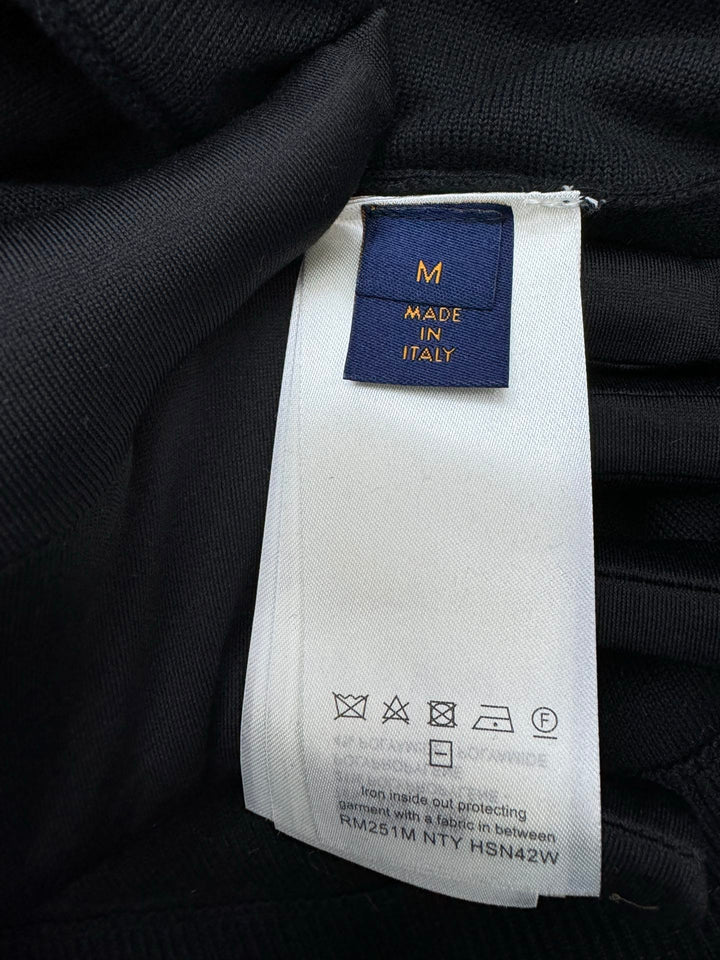 M
MADE
IN
ITALY
F
Iron inside out protecting
garment with a fabric in between
RM251M NTY HSN42W